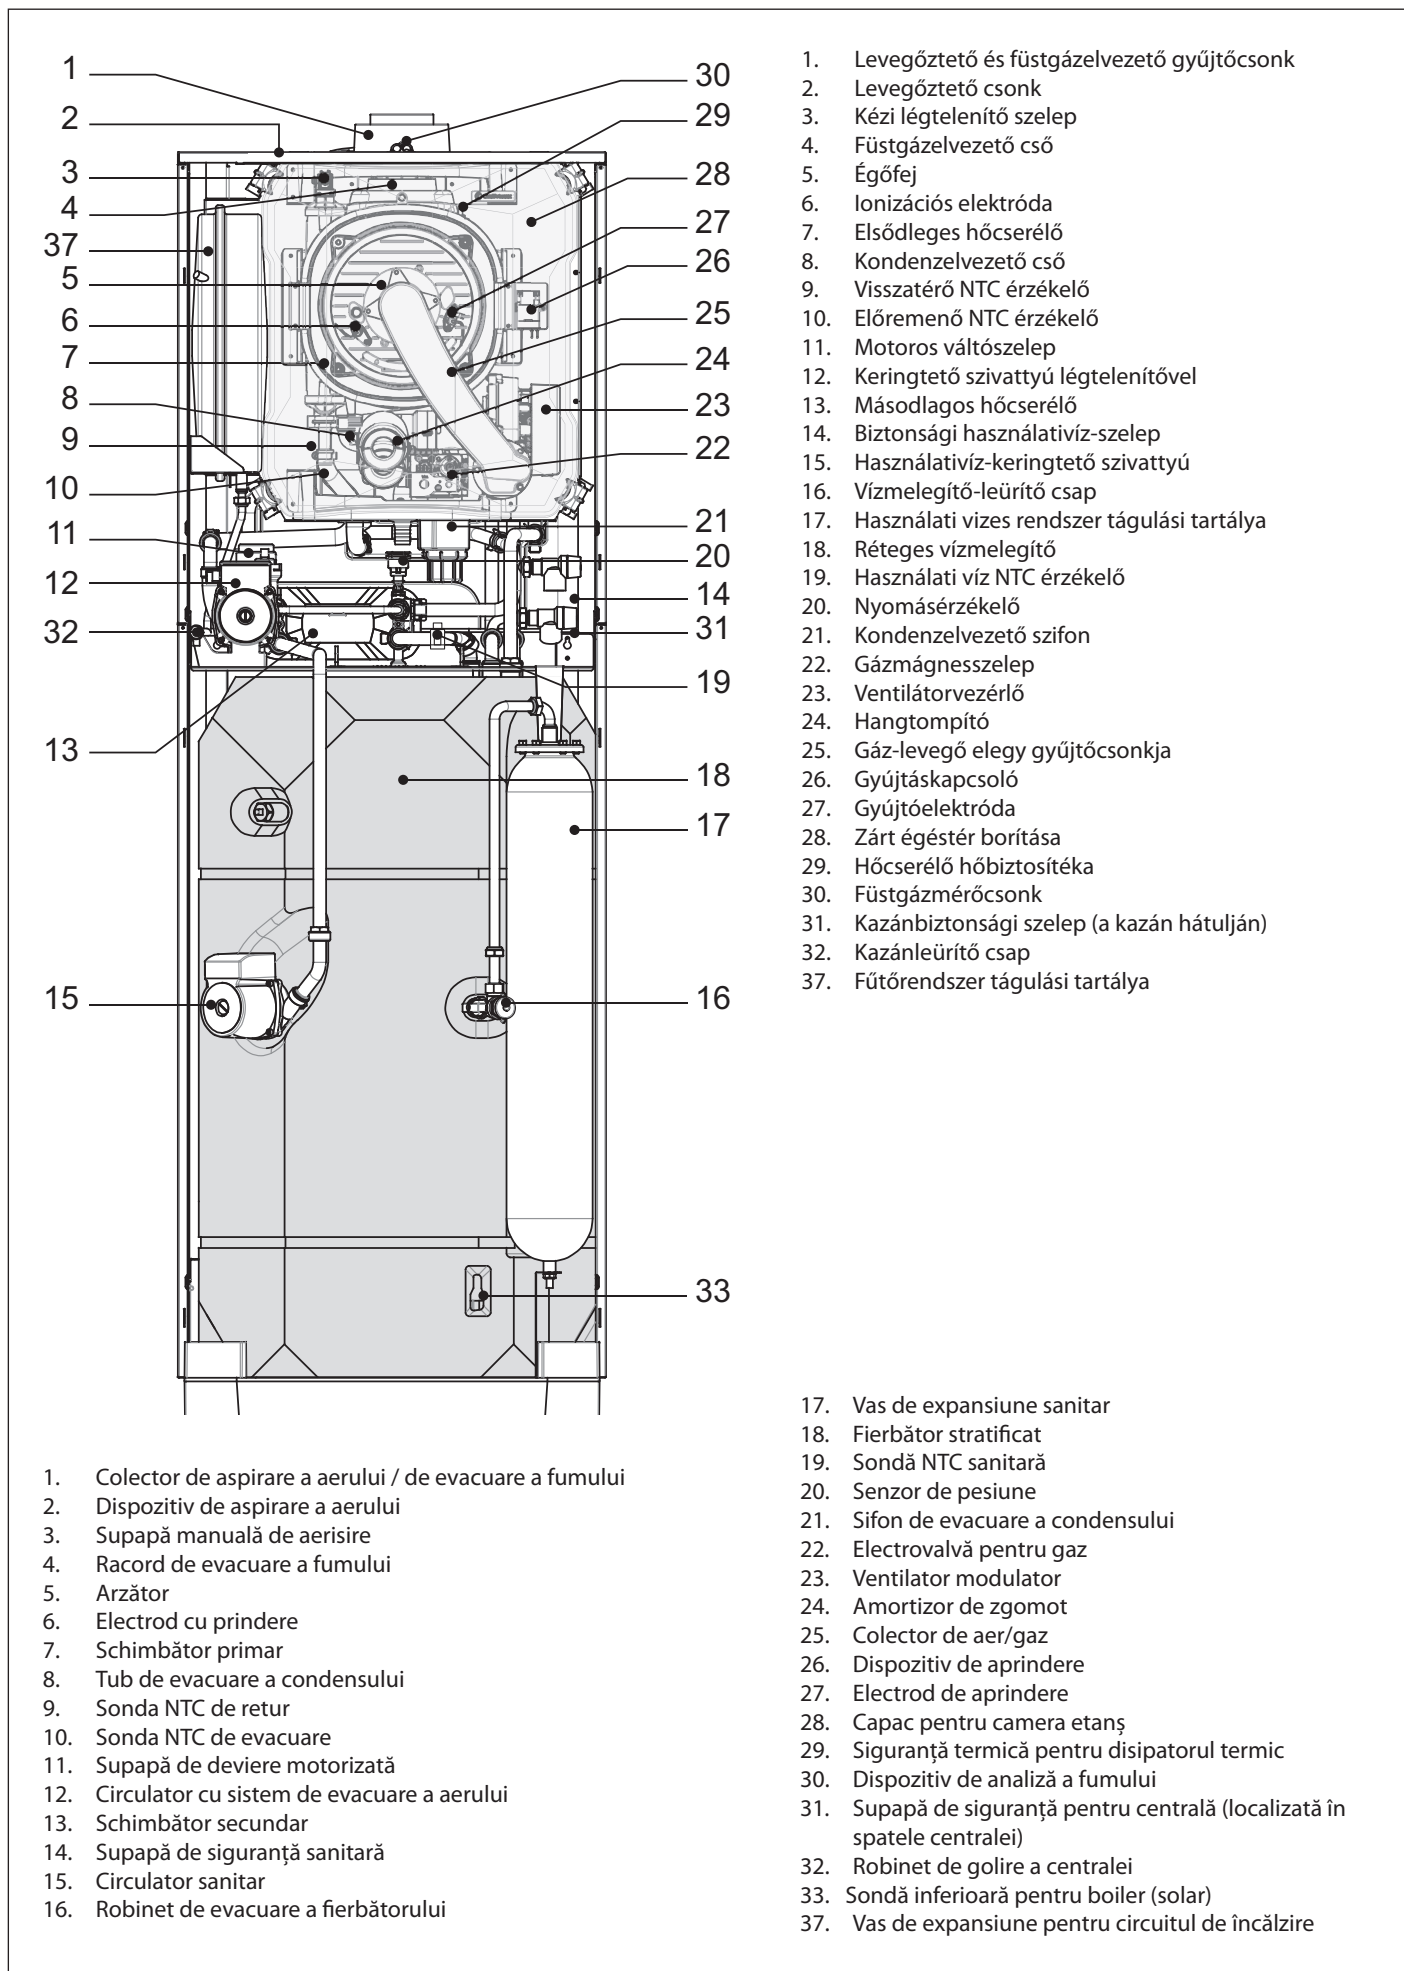 1
2
3
4
37
5
6
7
8
9
10
11
12
32
13
15
30
29
28
27
26
25
24
23
22
21
20
14
31
19
18
17
16
33
1. Levegőztető és füstgázelvezető gyűjtőcsonk
2. Levegőztető csonk
3. Kézi légtelenítő szelep
4. Füstgázelvezető cső
5. Égőfej
6. Ionizációs elektróda
7. Elsődleges hőcserélő
8. Kondenzelvezető cső
9. Visszatérő NTC érzékelő
10. Előremenő NTC érzékelő
11. Motoros váltószelep
12. Keringtető szivattyú légtelenítővel
13. Másodlagos hőcserélő
14. Biztonsági használativíz-szelep
15. Használativíz-keringtető szivattyú
16. Vízmelegítő-leürítő csap
17. Használati vizes rendszer tágulási tartálya
18. Réteges vízmelegítő
19. Használati víz NTC érzékelő
20. Nyomásérzékelő
21. Kondenzelvezető szifon
22. Gázmágnesszelep
23. Ventilátorvezérlő
24. Hangtompító
25. Gáz-levegő elegy gyűjtőcsonkja
26. Gyújtáskapcsoló
27. Gyújtóelektróda
28. Zárt égéstér borítása
29. Hőcserélő hőbiztosítéka
30. Füstgázmérőcsonk
31. Kazánbiztonsági szelep (a kazán hátulján)
32. Kazánleürítő csap
37. Fűtőrendszer tágulási tartálya
1. Colector de aspirare a aerului / de evacuare a fumului
2. Dispozitiv de aspirare a aerului
3. Supapă manuală de aerisire
4. Racord de evacuare a fumului
5. Arzător
6. Electrod cu prindere
7. Schimbător primar
8. Tub de evacuare a condensului
9. Sonda NTC de retur
10. Sonda NTC de evacuare
11. Supapă de deviere motorizată
12. Circulator cu sistem de evacuare a aerului
13. Schimbător secundar
14. Supapă de siguranță sanitară
15. Circulator sanitar
16. Robinet de evacuare a fierbătorului
17. Vas de expansiune sanitar
18. Fierbător stratificat
19. Sondă NTC sanitară
20. Senzor de pesiune
21. Sifon de evacuare a condensului
22. Electrovalvă pentru gaz
23. Ventilator modulator
24. Amortizor de zgomot
25. Colector de aer/gaz
26. Dispozitiv de aprindere
27. Electrod de aprindere
28. Capac pentru camera etanș
29. Siguranță termică pentru disipatorul termic
30. Dispozitiv de analiză a fumului
31. Supapă de siguranță pentru centrală (localizată în
spatele centralei)
32. Robinet de golire a centralei
33. Sondă inferioară pentru boiler (solar)
37. Vas de expansiune pentru circuitul de încălzire